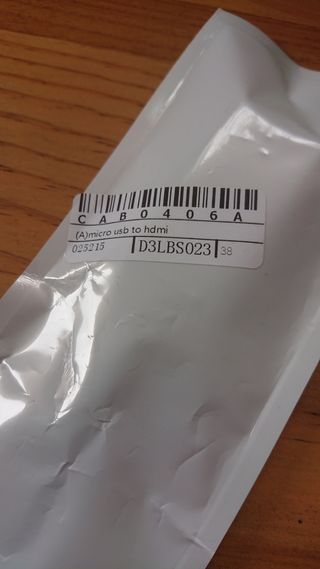 CAB0406A
(A)micro usb to hdmi
025215 D3LBS023 38